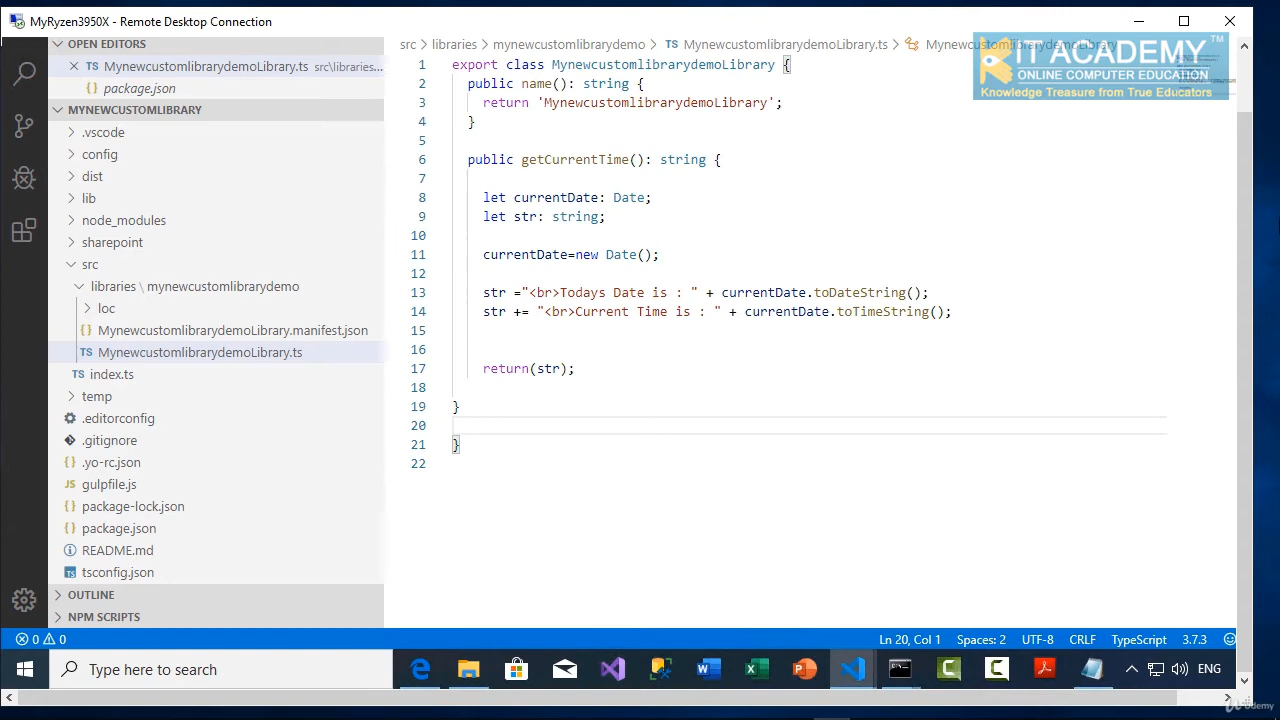 MyRyzen3950X - Remote Desktop Connection
OPEN EDITORS
MynewcustomlibrarydemoLibrary.ts src\libraries...
package.json
MYNEWCUSTOMLIBRARY
.vscode
config
dist
lib
node_modules
sharepoint
src
libraries \ mynewcustomlibrarydemo
loc
MynewcustomlibrarydemoLibrary.manifest.json
TS MynewcustomlibrarydemoLibrary.ts
TS index.ts
temp
.editorconfig
.gitignore
.yo-rc.json
JS gulpfile.js
package-lock.json
package.json
README.md
TS tsconfig.json
OUTLINE
NPM SCRIPTS
src > libraries > mynewcustomlibrarydemo > TS MynewcustomlibrarydemoLibrary.ts > MynewcustomlibrarydemoLibrary
K IT ACADEMY™
ONLINE COMPUTER EDUCATION
Knowledge Treasure from True Educators
1 export class MynewcustomlibrarydemoLibrary {
2 public name(): string {
3 return 'MynewcustomlibrarydemoLibrary';
4 }
5
6 public getCurrentTime(): string {
7
8 let currentDate: Date;
9 let str: string;
10
11 currentDate=new Date();
12
13 str ="<br>Todays Date is : " + currentDate.toDateString();
14 str += "<br>Current Time is : " + currentDate.toTimeString();
15
16
17 return(str);
18
19 }
20
21 }
22
0 0
Ln 20, Col 1 Spaces: 2 UTF-8 CRLF TypeScript 3.7.3
Type here to search
ENG
Udemy